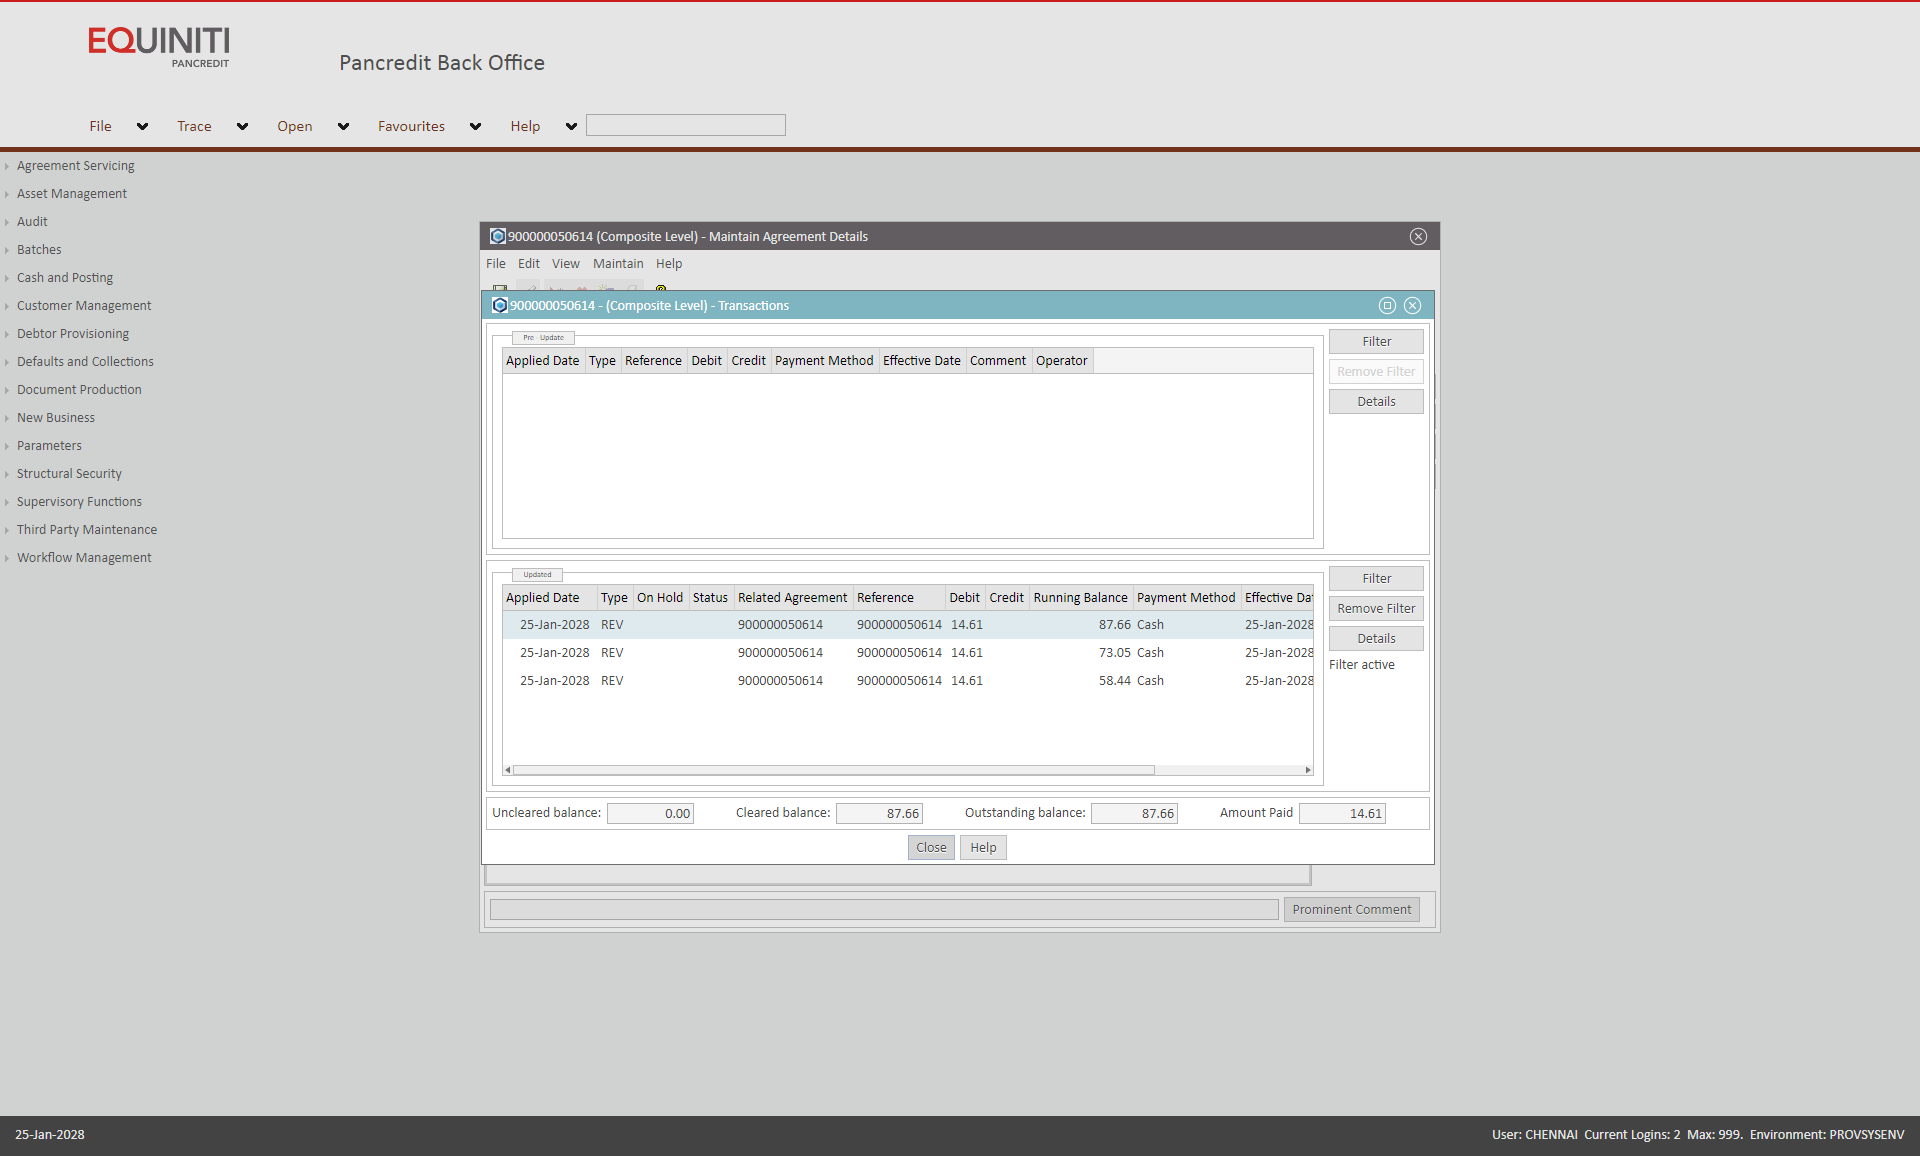 EQUINITI
PANCREDIT
Pancredit Back Office
File Trace Open Favourites Help
Agreement Servicing
Asset Management
Audit
Batches
Cash and Posting
Customer Management
Debtor Provisioning
Defaults and Collections
Document Production
New Business
Parameters
Structural Security
Supervisory Functions
Third Party Maintenance
Workflow Management
900000050614 (Composite Level) - Maintain Agreement Details
File Edit View Maintain Help
900000050614 - (Composite Level) - Transactions
Pre - Update
Applied Date Type Reference Debit Credit Payment Method Effective Date Comment Operator
Filter
Remove Filter
Details
Updated
Applied Date Type On Hold Status Related Agreement Reference Debit Credit Running Balance Payment Method Effective Dat
25-Jan-2028 REV 900000050614 900000050614 14.61 87.66 Cash 25-Jan-2028
25-Jan-2028 REV 900000050614 900000050614 14.61 73.05 Cash 25-Jan-2028
25-Jan-2028 REV 900000050614 900000050614 14.61 58.44 Cash 25-Jan-2028
Filter
Remove Filter
Details
Filter active
Uncleared balance: 0.00 Cleared balance: 87.66 Outstanding balance: 87.66 Amount Paid 14.61
Close Help
Prominent Comment
25-Jan-2028
User: CHENNAI Current Logins: 2 Max: 999. Environment: PROVSYSENV